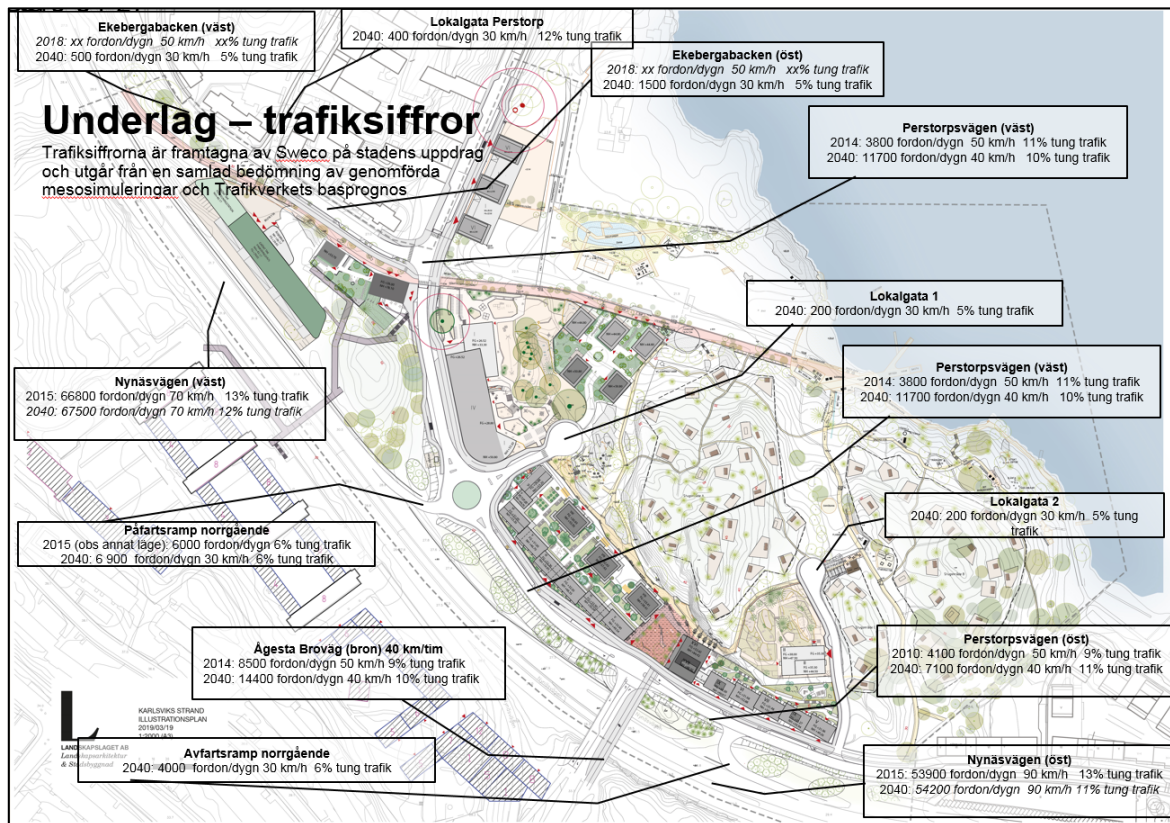 Ekebergabacken (väst)
2018: xx fordon/dygn 50 km/h xx% tung trafik
2040: 500 fordon/dygn 30 km/h 5% tung trafik
Lokalgata Perstorp
2040: 400 fordon/dygn 30 km/h 12% tung trafik
Ekebergabacken (öst)
2018: xx fordon/dygn 50 km/h xx% tung trafik
2040: 1500 fordon/dygn 30 km/h 5% tung trafik
Underlag – trafiksiffror
Trafiksiffrorna är framtagna av Sweco på stadens uppdrag
och utgår från en samlad bedömning av genomförda
mesosimuleringar och Trafikverkets basprognos
Perstorpsvägen (väst)
2014: 3800 fordon/dygn 50 km/h 11% tung trafik
2040: 11700 fordon/dygn 40 km/h 10% tung trafik
Lokalgata 1
2040: 200 fordon/dygn 30 km/h 5% tung trafik
Nynäsvägen (väst)
2015: 66800 fordon/dygn 70 km/h 13% tung trafik
2040: 67500 fordon/dygn 70 km/h 12% tung trafik
Perstorpsvägen (väst)
2014: 3800 fordon/dygn 50 km/h 11% tung trafik
2040: 11700 fordon/dygn 40 km/h 10% tung trafik
Lokalgata 2
2040: 200 fordon/dygn 30 km/h 5% tung
trafik
Påfartsramp norrgående
2015 (obs annat läge): 6000 fordon/dygn 6% tung trafik
2040: 6 900 fordon/dygn 30 km/h 6% tung trafik
Ågesta Broväg (bron) 40 km/tim
2014: 8500 fordon/dygn 50 km/h 9% tung trafik
2040: 14400 fordon/dygn 40 km/h 10% tung trafik
Perstorpsvägen (öst)
2010: 4100 fordon/dygn 50 km/h 9% tung trafik
2040: 7100 fordon/dygn 40 km/h 11% tung trafik
L
LANDSKAPSLAGET AB
Landskapsarkitektur
& Stadsbyggnad
KARLSVIKS STRAND
ILLUSTRATIONSPLAN
2019/03/19
1:2000 (A3)
Avfartsramp norrgående
2040: 4000 fordon/dygn 30 km/h 6% tung trafik
Nynäsvägen (öst)
2015: 53900 fordon/dygn 90 km/h 13% tung trafik
2040: 54200 fordon/dygn 90 km/h 11% tung trafik